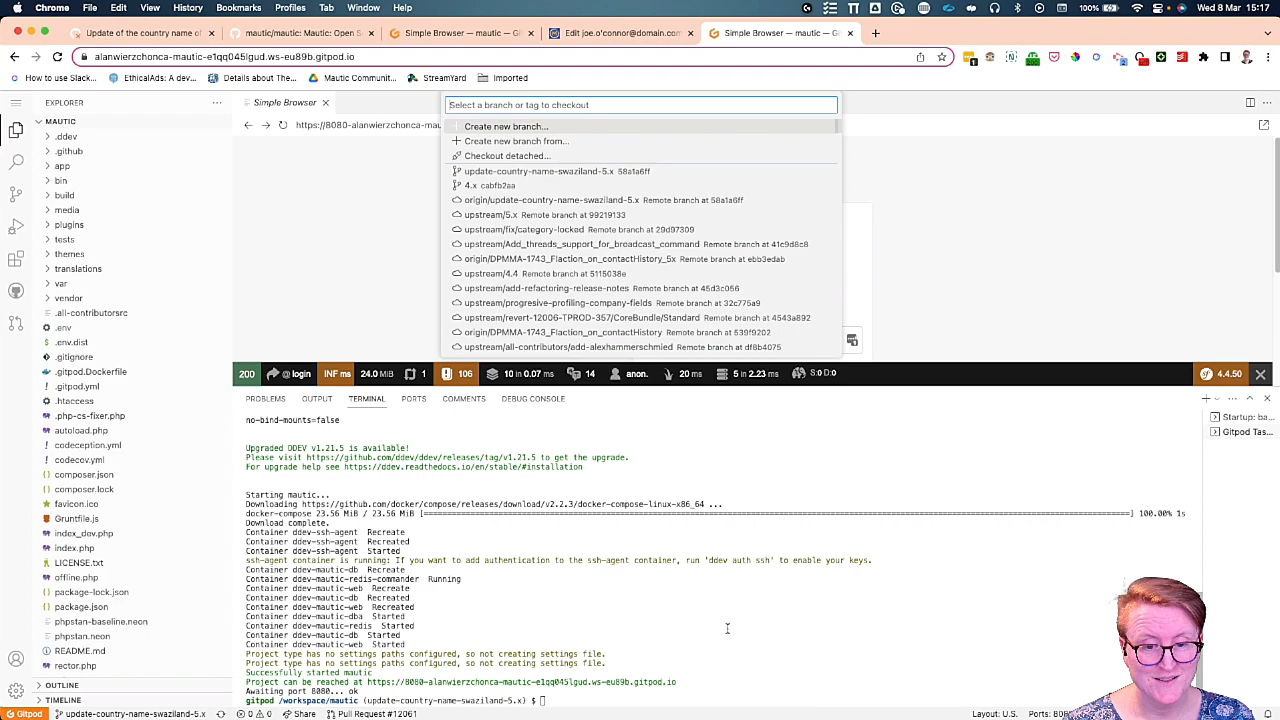 Chrome File Edit View History Bookmarks Profiles Tab Window Help 100% Wed 8 Mar 15:17
Update of the country name of mautic/mautic: Mautic: Open S Simple Browser — mautic — Gi Edit joe.o'connor@domain.com Simple Browser — mautic — Gi
alanwierzchonca-mautic-e1qq045lgud.ws-eu89b.gitpod.io
How to use Slack... EthicalAds: A dev... Details about The... Mautic Communit... StreamYard Imported
EXPLORER
Simple Browser
Select a branch or tag to checkout
MAUTIC
https://8080-alanwierzchonca-mau
Create new branch...
Create new branch from...
Checkout detached...
update-country-name-swaziland-5.x 58a1a6ff
4.x cabfb2aa
origin/update-country-name-swaziland-5.x Remote branch at 58a1a6ff
upstream/5.x Remote branch at 99219133
upstream/fix/category-locked Remote branch at 29d97309
upstream/Add_threads_support_for_broadcast_command Remote branch at 41c9d8c8
origin/DPMMA-1743_Flaction_on_contactHistory_5x Remote branch at ebb3edab
upstream/4.4 Remote branch at 5115038e
upstream/add-refactoring-release-notes Remote branch at 45d3c056
upstream/progresive-profiling-company-fields Remote branch at 32c775a9
upstream/revert-12006-TPROD-357/CoreBundle/Standard Remote branch at 4543a892
origin/DPMMA-1743_Flaction_on_contactHistory Remote branch at 539f9202
upstream/all-contributors/add-alexhammerschmied Remote branch at df8b4075
.ddev
.github
app
bin
build
media
plugins
tests
themes
translations
var
vendor
.all-contributorsrc
.env
.env.dist
.gitignore
.gitpod.Dockerfile
.gitpod.yml
.htaccess
.php-cs-fixer.php
autoload.php
codeception.yml
codecov.yml
composer.json
composer.lock
favicon.ico
Gruntfile.js
index_dev.php
index.php
LICENSE.txt
offline.php
package-lock.json
package.json
phpstan-baseline.neon
phpstan.neon
README.md
rector.php
OUTLINE
TIMELINE
200 @ login INF ms 24.0 MiB 1 106 10 in 0.07 ms 14 anon. 20 ms 5 in 2.23 ms S:0 D:0 4.4.50
PROBLEMS OUTPUT TERMINAL PORTS COMMENTS DEBUG CONSOLE
Startup: ba...
Gitpod Tas...
no-bind-mounts=false
Upgraded DDEV v1.21.5 is available!
Please visit https://github.com/ddev/ddev/releases/tag/v1.21.5 to get the upgrade.
For upgrade help see https://ddev.readthedocs.io/en/stable/#installation
Starting mautic...
Downloading https://github.com/docker/compose/releases/download/v2.2.3/docker-compose-linux-x86_64 ...
docker-compose 23.56 MiB / 23.56 MiB 100.00% 1s
Download complete.
Container ddev-ssh-agent Recreate
Container ddev-ssh-agent Recreated
Container ddev-ssh-agent Started
ssh-agent container is running: If you want to add authentication to the ssh-agent container, run 'ddev auth ssh' to enable your keys.
Container ddev-mautic-db Recreate
Container ddev-mautic-redis-commander Running
Container ddev-mautic-web Recreate
Container ddev-mautic-db Recreated
Container ddev-mautic-web Recreated
Container ddev-mautic-dba Started
Container ddev-mautic-redis Started
Container ddev-mautic-db Started
Container ddev-mautic-web Started
Project type has no settings paths configured, so not creating settings file.
Project type has no settings paths configured, so not creating settings file.
Successfully started mautic
Project can be reached at https://8080-alanwierzchonca-mautic-e1qq045lgud.ws-eu89b.gitpod.io
Awaiting port 8080... ok
gitpod /workspace/mautic (update-country-name-swaziland-5.x) $
Gitpod update-country-name-swaziland-5.x 0 0 Share Pull Request #12061 Layout: U.S. Ports: 808